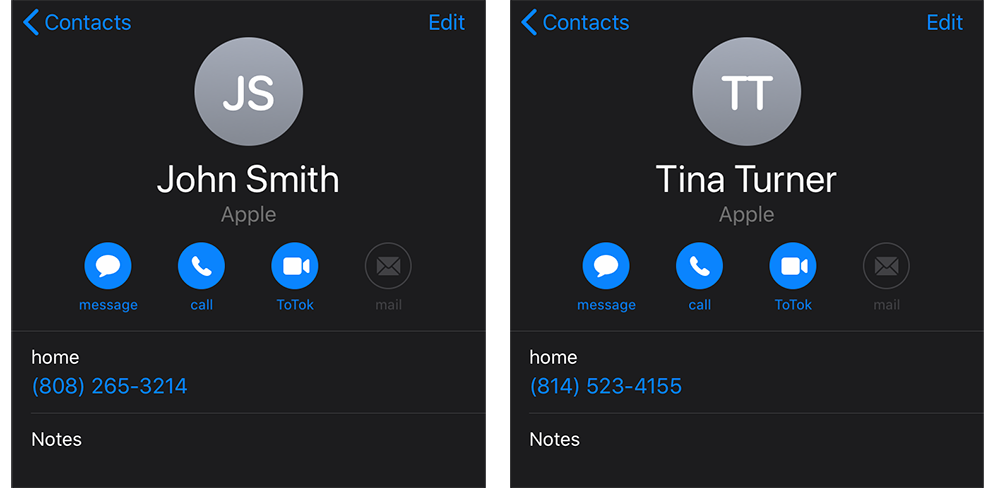 Contacts Edit
JS
John Smith
Apple
message call ToTok mail
home
(808) 265-3214
Notes
Contacts Edit
TT
Tina Turner
Apple
message call ToTok mail
home
(814) 523-4155
Notes